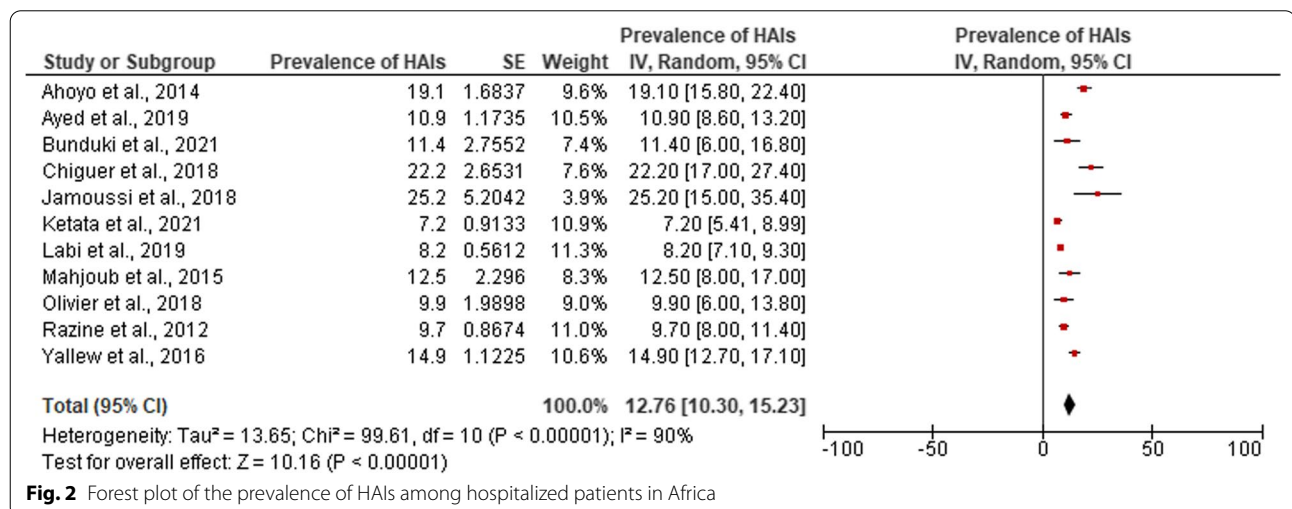 Prevalence of HAIs Prevalence of HAIs
Study or Subgroup Prevalence of HAIs SE Weight IV, Random, 95% CI IV, Random, 95% CI
Ahoyo et al., 2014 19.1 1.6837 9.6% 19.10 [15.80, 22.40]
Ayed et al., 2019 10.9 1.1735 10.5% 10.90 [8.60, 13.20]
Bunduki et al., 2021 11.4 2.7552 7.4% 11.40 [6.00, 16.80]
Chiguer et al., 2018 22.2 2.6531 7.6% 22.20 [17.00, 27.40]
Jamoussi et al., 2018 25.2 5.2042 3.9% 25.20 [15.00, 35.40]
Ketata et al., 2021 7.2 0.9133 10.9% 7.20 [5.41, 8.99]
Labi et al., 2019 8.2 0.5612 11.3% 8.20 [7.10, 9.30]
Mahjoub et al., 2015 12.5 2.296 8.3% 12.50 [8.00, 17.00]
Olivier et al., 2018 9.9 1.9898 9.0% 9.90 [6.00, 13.80]
Razine et al., 2012 9.7 0.8674 11.0% 9.70 [8.00, 11.40]
Yallew et al., 2016 14.9 1.1225 10.6% 14.90 [12.70, 17.10]
Total (95% CI) 100.0% 12.76 [10.30, 15.23]
Heterogeneity: Tau² = 13.65; Chi² = 99.61, df = 10 (P < 0.00001); I² = 90%
Test for overall effect: Z = 10.16 (P < 0.00001)
-100 -50 0 50 100
Fig. 2 Forest plot of the prevalence of HAIs among hospitalized patients in Africa